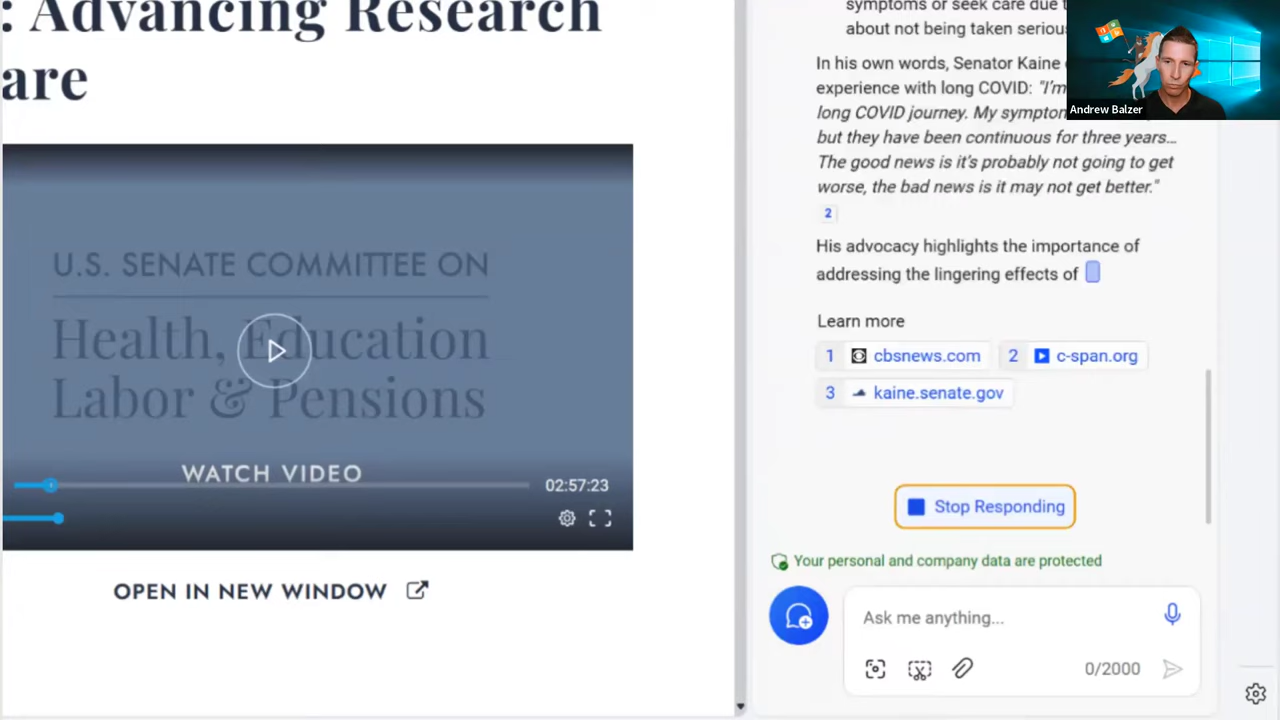 : Advancing Research
are
U.S. SENATE COMMITTEE ON
Health, Education
Labor & Pensions
WATCH VIDEO
02:57:23
OPEN IN NEW WINDOW
symptoms or seek care due
about not being taken
In his own words, Senator Kaine
experience with long COVID: "I'm
long COVID journey. My
but they have been continuous for three years...
The good news is it's probably not going to get
worse, the bad news is it may not get better."
2
His advocacy highlights the importance of
addressing the lingering effects of
Learn more
1 cbsnews.com 2 c-span.org
3 kaine.senate.gov
Stop Responding
Your personal and company data are protected
Ask me anything...
0/2000
Andrew Balzer